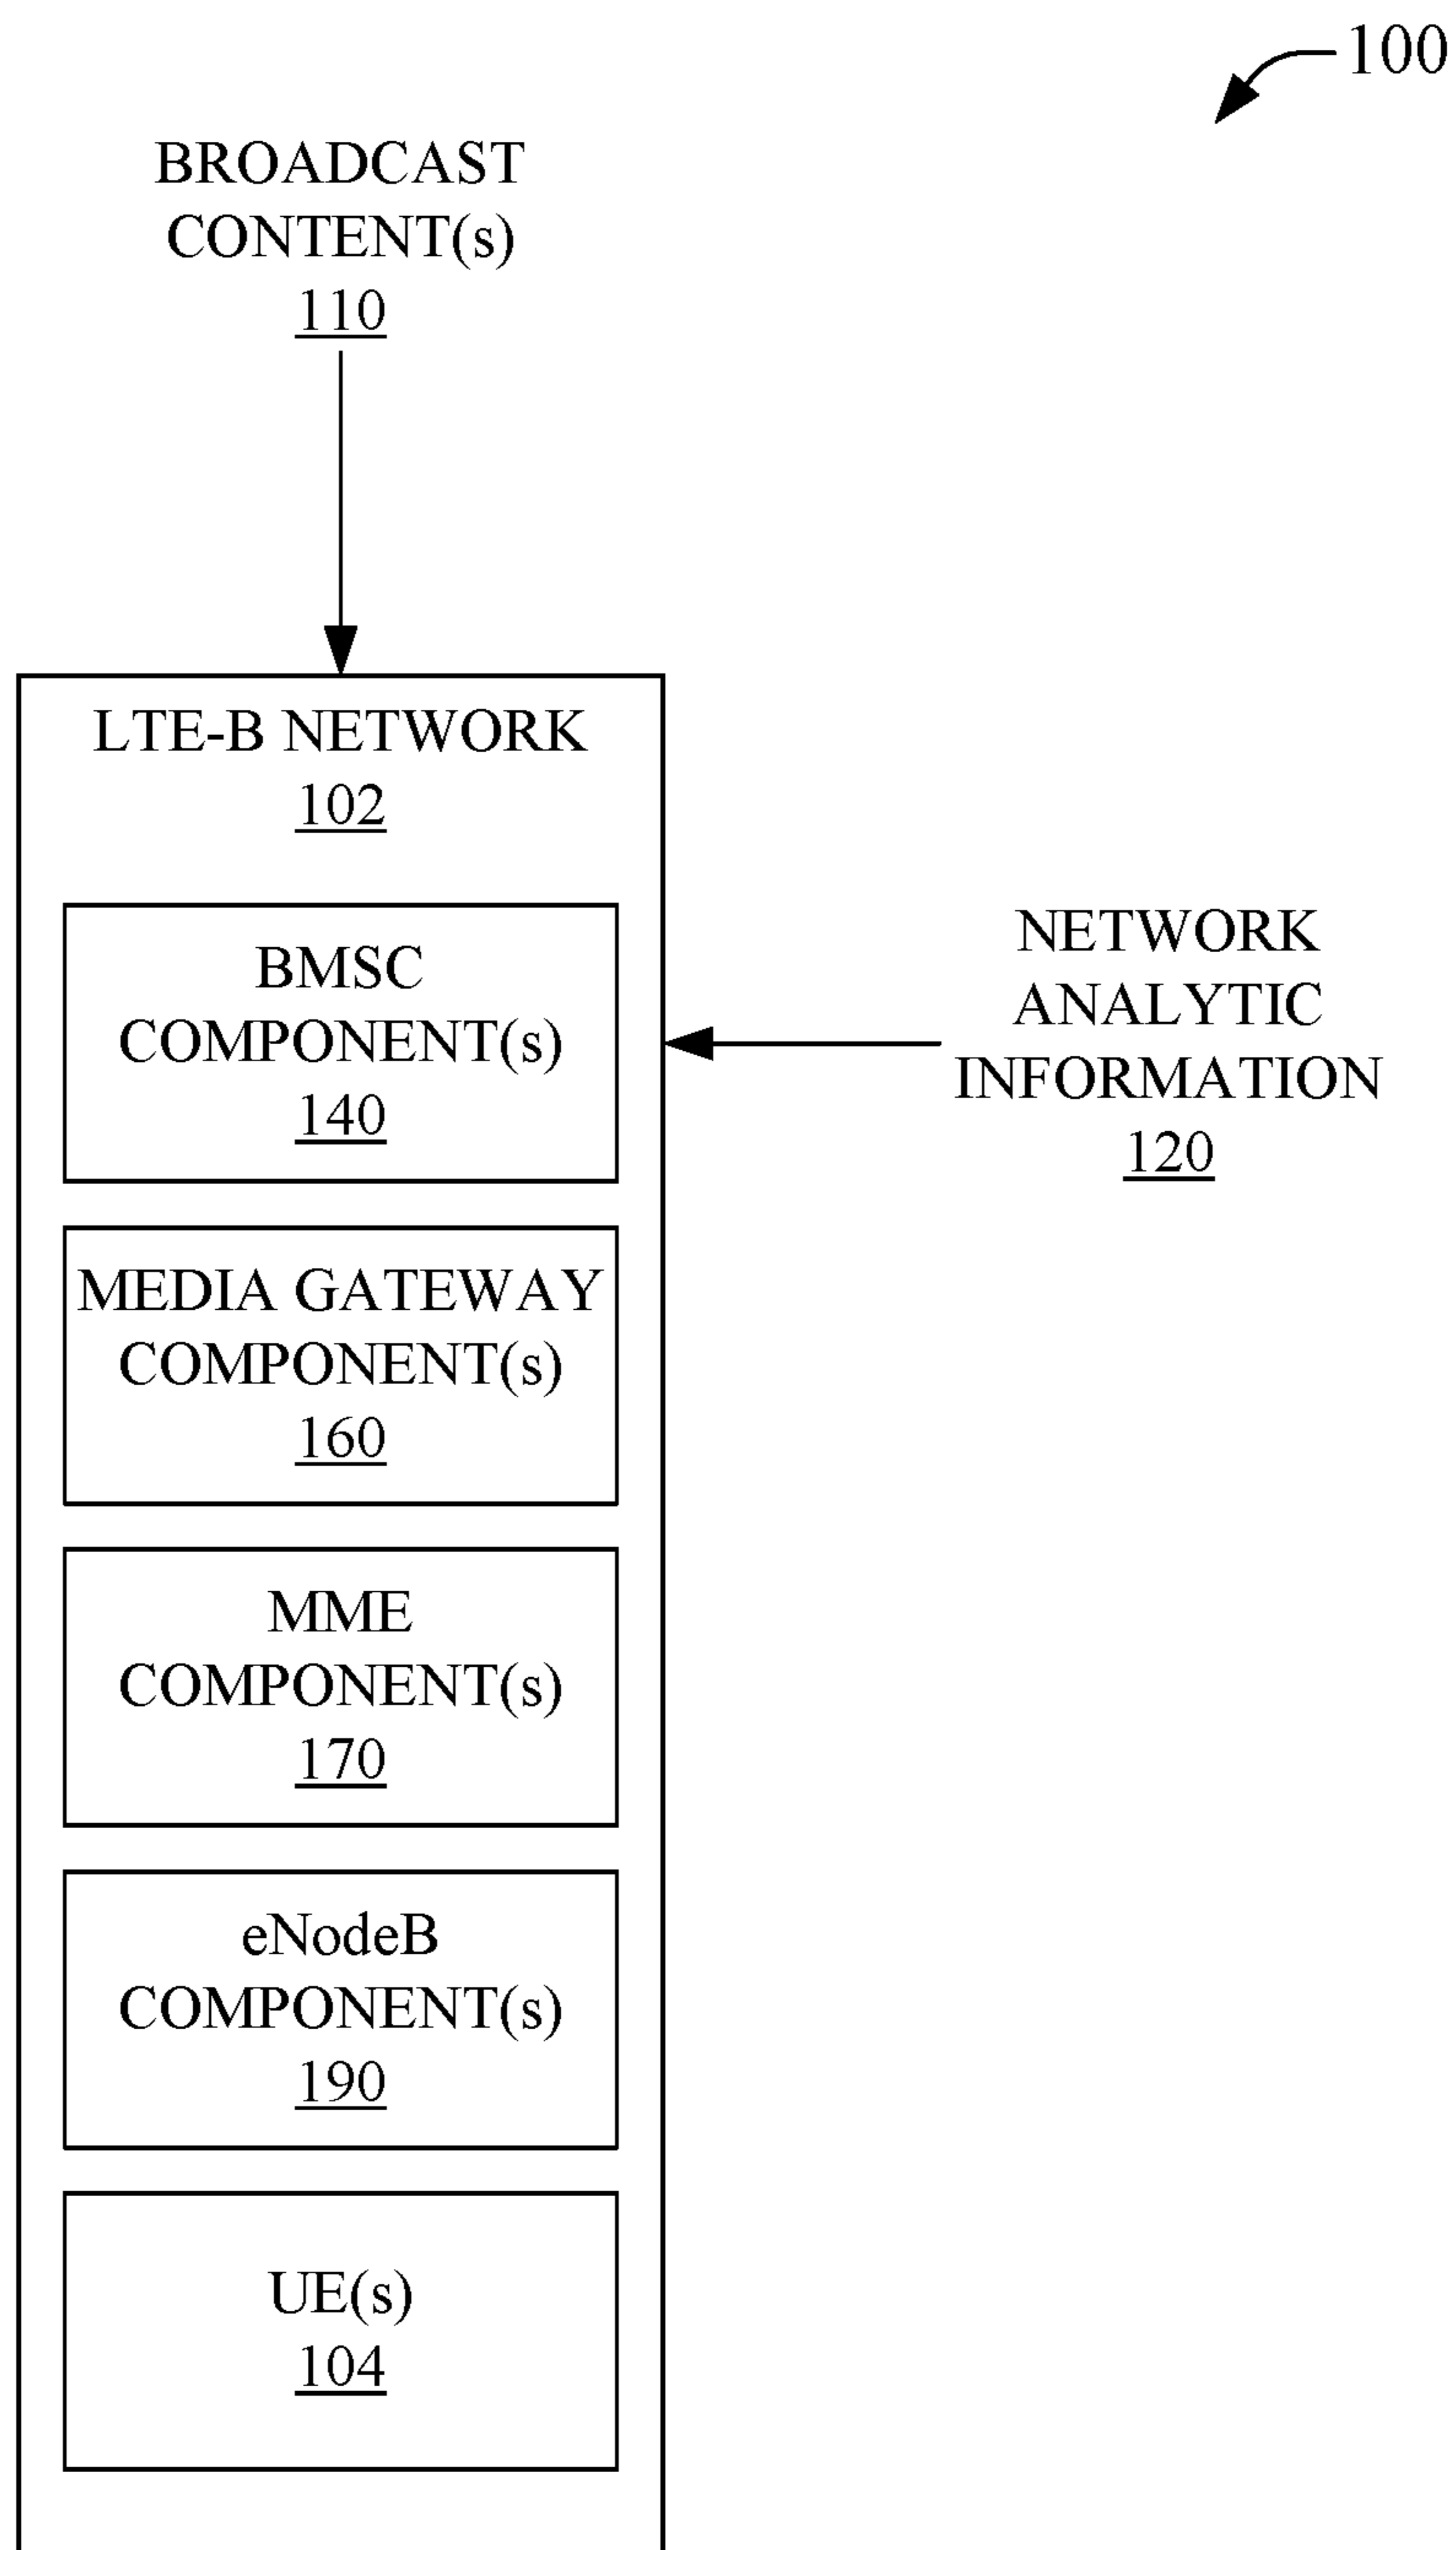 100
BROADCAST
CONTENT(s)
110
LTE-B NETWORK
102
BMSC
COMPONENT(s)
140
NETWORK
ANALYTIC
INFORMATION
120
MEDIA GATEWAY
COMPONENT(s)
160
MME
COMPONENT(s)
170
eNodeB
COMPONENT(s)
190
UE(s)
104